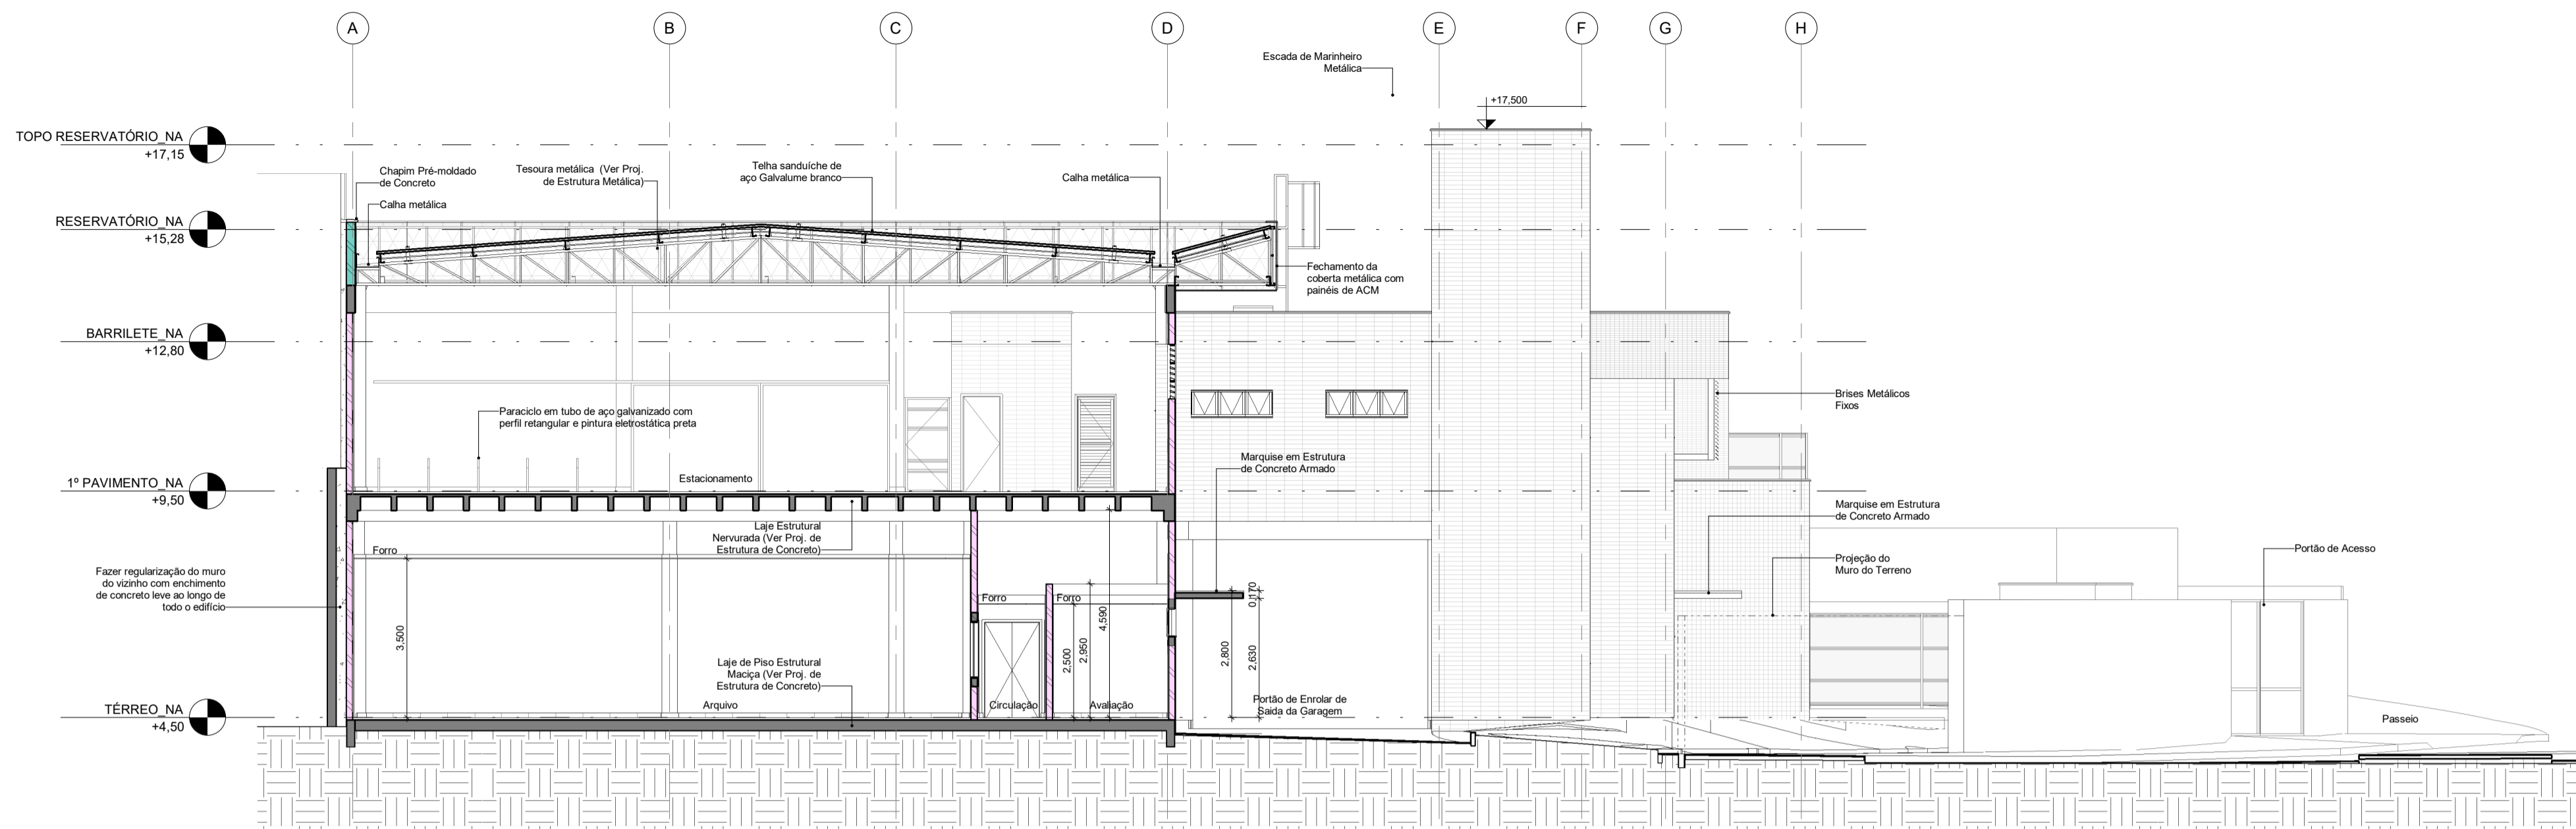 A
B
C
D
E
F
G
H
Escada de Marinheiro
Metálica
+17,500
TOPO RESERVATÓRIO_NA
+17,15
Chapim Pré-moldado
de Concreto
Tesoura metálica (Ver Proj.
de Estrutura Metálica)
Telha sanduíche de
aço Galvalume branco
Calha metálica
Calha metálica
RESERVATÓRIO_NA
+15,28
Fechamento da
coberta metálica com
painéis de ACM
BARRILETE_NA
+12,80
Brises Metálicos
Fixos
Paraciclo em tubo de aço galvanizado com
perfil retangular e pintura eletrostática preta
Marquise em Estrutura
de Concreto Armado
Estacionamento
1º PAVIMENTO_NA
+9,50
Marquise em Estrutura
de Concreto Armado
Laje Estrutural
Nervurada (Ver Proj. de
Estrutura de Concreto)
Forro
Portão de Acesso
Projeção do
Muro do Terreno
Fazer regularização do muro
do vizinho com enchimento
de concreto leve ao longo de
todo o edifício
Forro
Forro
0,170
4,590
3,500
2,950
2,500
2,800
2,630
Laje de Piso Estrutural
Maciça (Ver Proj. de
Estrutura de Concreto)
Portão de Enrolar de
Saida da Garagem
Arquivo
Circulação
Avaliação
TÉRREO_NA
+4,50
Passeio